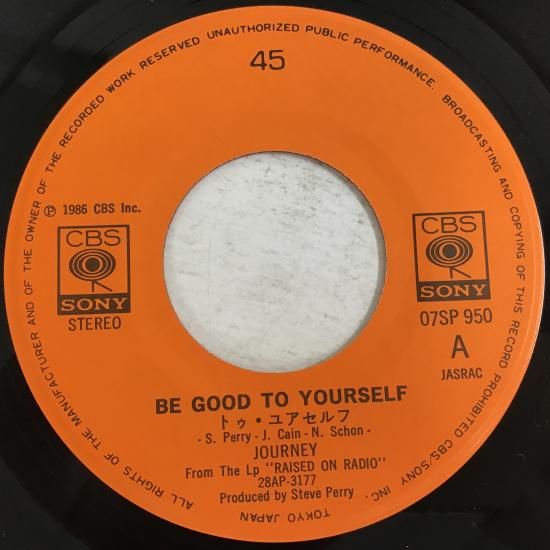 ALL RIGHTS OF THE MANUFACTURER AND OF THE OWNER OF THE RECORDED WORK RESERVED UNAUTHORIZED PUBLIC PERFORMANCE. BROADCASTING AND COPYING OF THIS RECORD PROHIBITED CBS/SONY INC.
45
Ⓟ 1986 CBS Inc.
CBS
SONY
STEREO
CBS
SONY
07SP 950
A
JASRAC
BE GOOD TO YOURSELF
トゥ・ユアセルフ
- S. Perry - J. Cain - N. Schon -
JOURNEY
From The Lp "RAISED ON RADIO"
28AP-3177
Produced by Steve Perry
TOKYO JAPAN